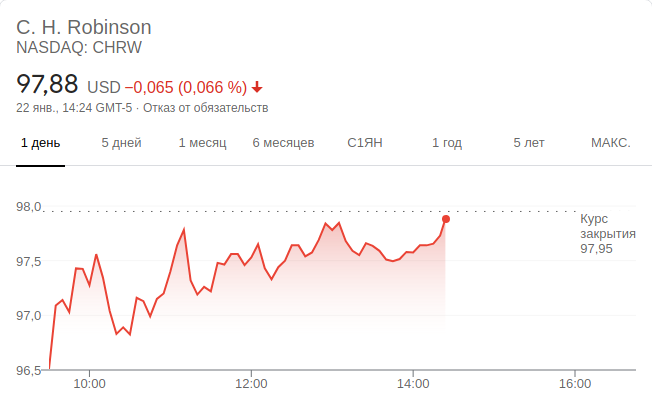 C. H. Robinson
NASDAQ: CHRW
97,88 USD −0,065 (0,066 %)
22 янв., 14:24 GMT-5 · Отказ от обязательств
1 день 5 дней 1 месяц 6 месяцев С1ЯН 1 год 5 лет МАКС.
98,0
Курс
закрытия
97,95
97,5
97,0
96,5
10:00 12:00 14:00 16:00